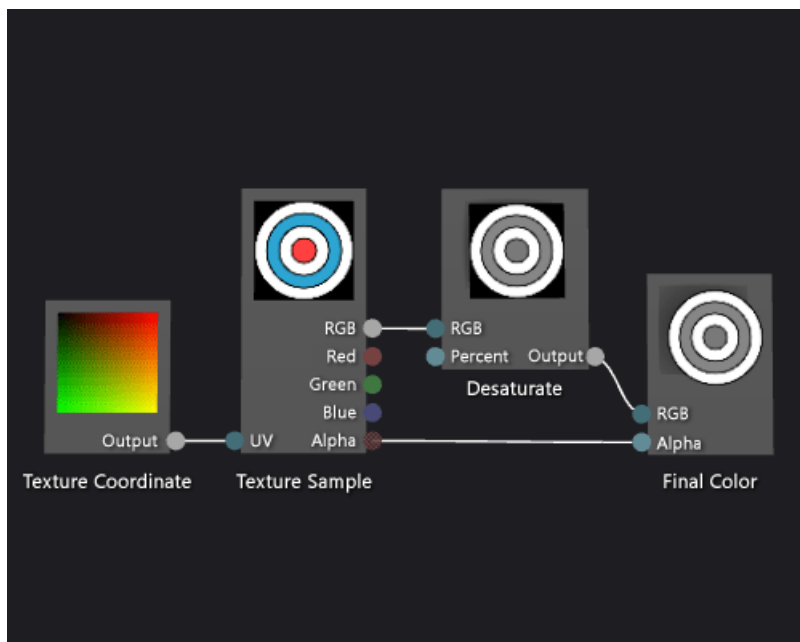 Output
Texture Coordinate
RGB
Red
Green
Blue
UV Alpha
Texture Sample
RGB
Percent Output
Desaturate
RGB
Alpha
Final Color